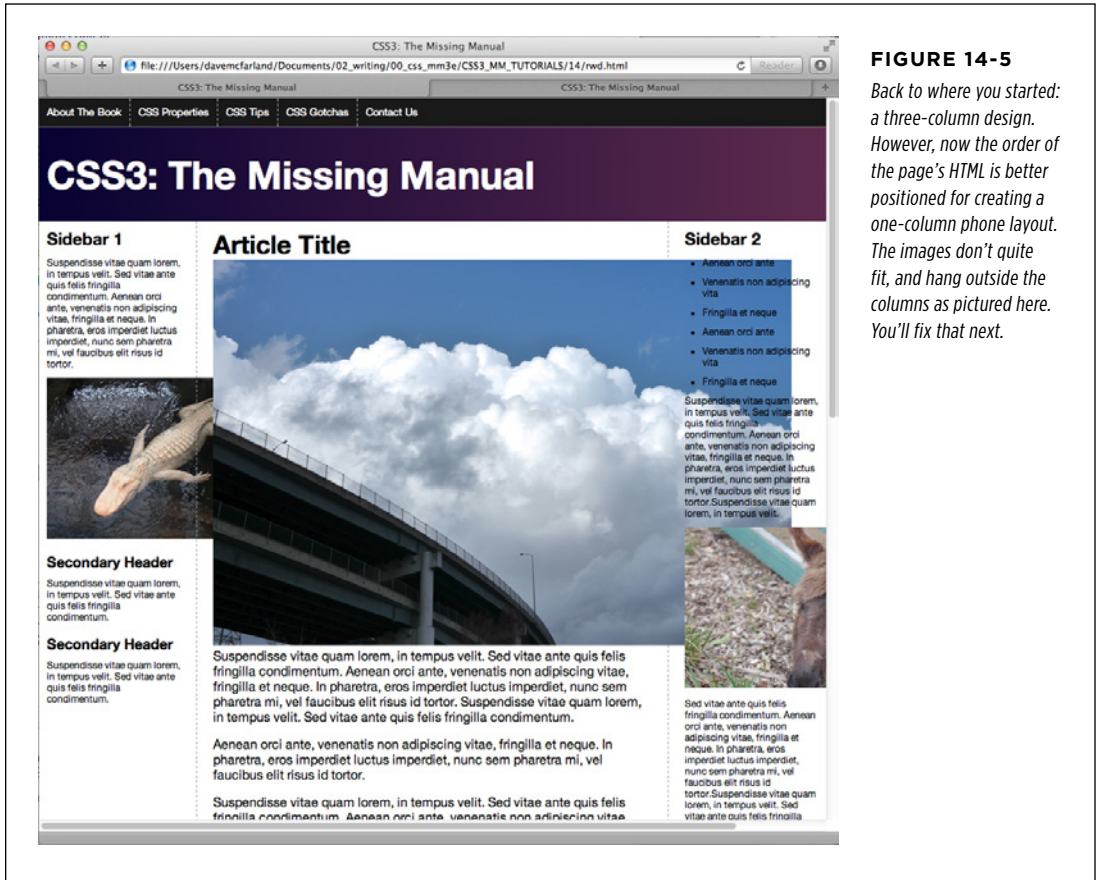 CSS3: The Missing Manual
file:///Users/davemcfarland/Documents/02_writing/00_css_mm3e/CSS3_MM_TUTORIALS/14/rwd.html
Reader
CSS3: The Missing Manual
CSS3: The Missing Manual
About The Book
CSS Properties
CSS Tips
CSS Gotchas
Contact Us
CSS3: The Missing Manual
Sidebar 1
Suspendisse vitae quam lorem,
in tempus velit. Sed vitae ante
quis felis fringilla
condimentum. Aenean orci
ante, venenatis non adipiscing
vitae, fringilla et neque. In
pharetra, eros imperdiet luctus
imperdiet, nunc sem pharetra
mi, vel faucibus elit risus id
tortor.
Secondary Header
Suspendisse vitae quam lorem,
in tempus velit. Sed vitae ante
quis felis fringilla
condimentum.
Secondary Header
Suspendisse vitae quam lorem,
in tempus velit. Sed vitae ante
quis felis fringilla
condimentum.
Article Title
Suspendisse vitae quam lorem, in tempus velit. Sed vitae ante quis felis
fringilla condimentum. Aenean orci ante, venenatis non adipiscing vitae,
fringilla et neque. In pharetra, eros imperdiet luctus imperdiet, nunc sem
pharetra mi, vel faucibus elit risus id tortor. Suspendisse vitae quam lorem,
in tempus velit. Sed vitae ante quis felis fringilla condimentum.
Aenean orci ante, venenatis non adipiscing vitae, fringilla et neque. In
pharetra, eros imperdiet luctus imperdiet, nunc sem pharetra mi, vel
faucibus elit risus id tortor.
Suspendisse vitae quam lorem, in tempus velit. Sed vitae ante quis felis
fringilla condimentum. Aenean orci ante, venenatis non adipiscing vitae
Sidebar 2
• Aenean orci ante
• Venenatis non adipiscing
vita
• Fringilla et neque
• Aenean orci ante
• Venenatis non adipiscing
vita
• Fringilla et neque
Suspendisse vitae quam lorem,
in tempus velit. Sed vitae ante
quis felis fringilla
condimentum. Aenean orci
ante, venenatis non adipiscing
vitae, fringilla et neque. In
pharetra, eros imperdiet luctus
imperdiet, nunc sem pharetra
mi, vel faucibus elit risus id
tortor.Suspendisse vitae quam
lorem, in tempus velit.
Sed vitae ante quis felis
fringilla condimentum. Aenean
orci ante, venenatis non
adipiscing vitae, fringilla et
neque. In pharetra, eros
imperdiet luctus imperdiet,
nunc sem pharetra mi, vel
faucibus elit risus id
tortor.Suspendisse vitae quam
lorem, in tempus velit. Sed
vitae ante quis felis fringilla
FIGURE 14-5
Back to where you started:
a three-column design.
However, now the order of
the page's HTML is better
positioned for creating a
one-column phone layout.
The images don't quite
fit, and hang outside the
columns as pictured here.
You'll fix that next.